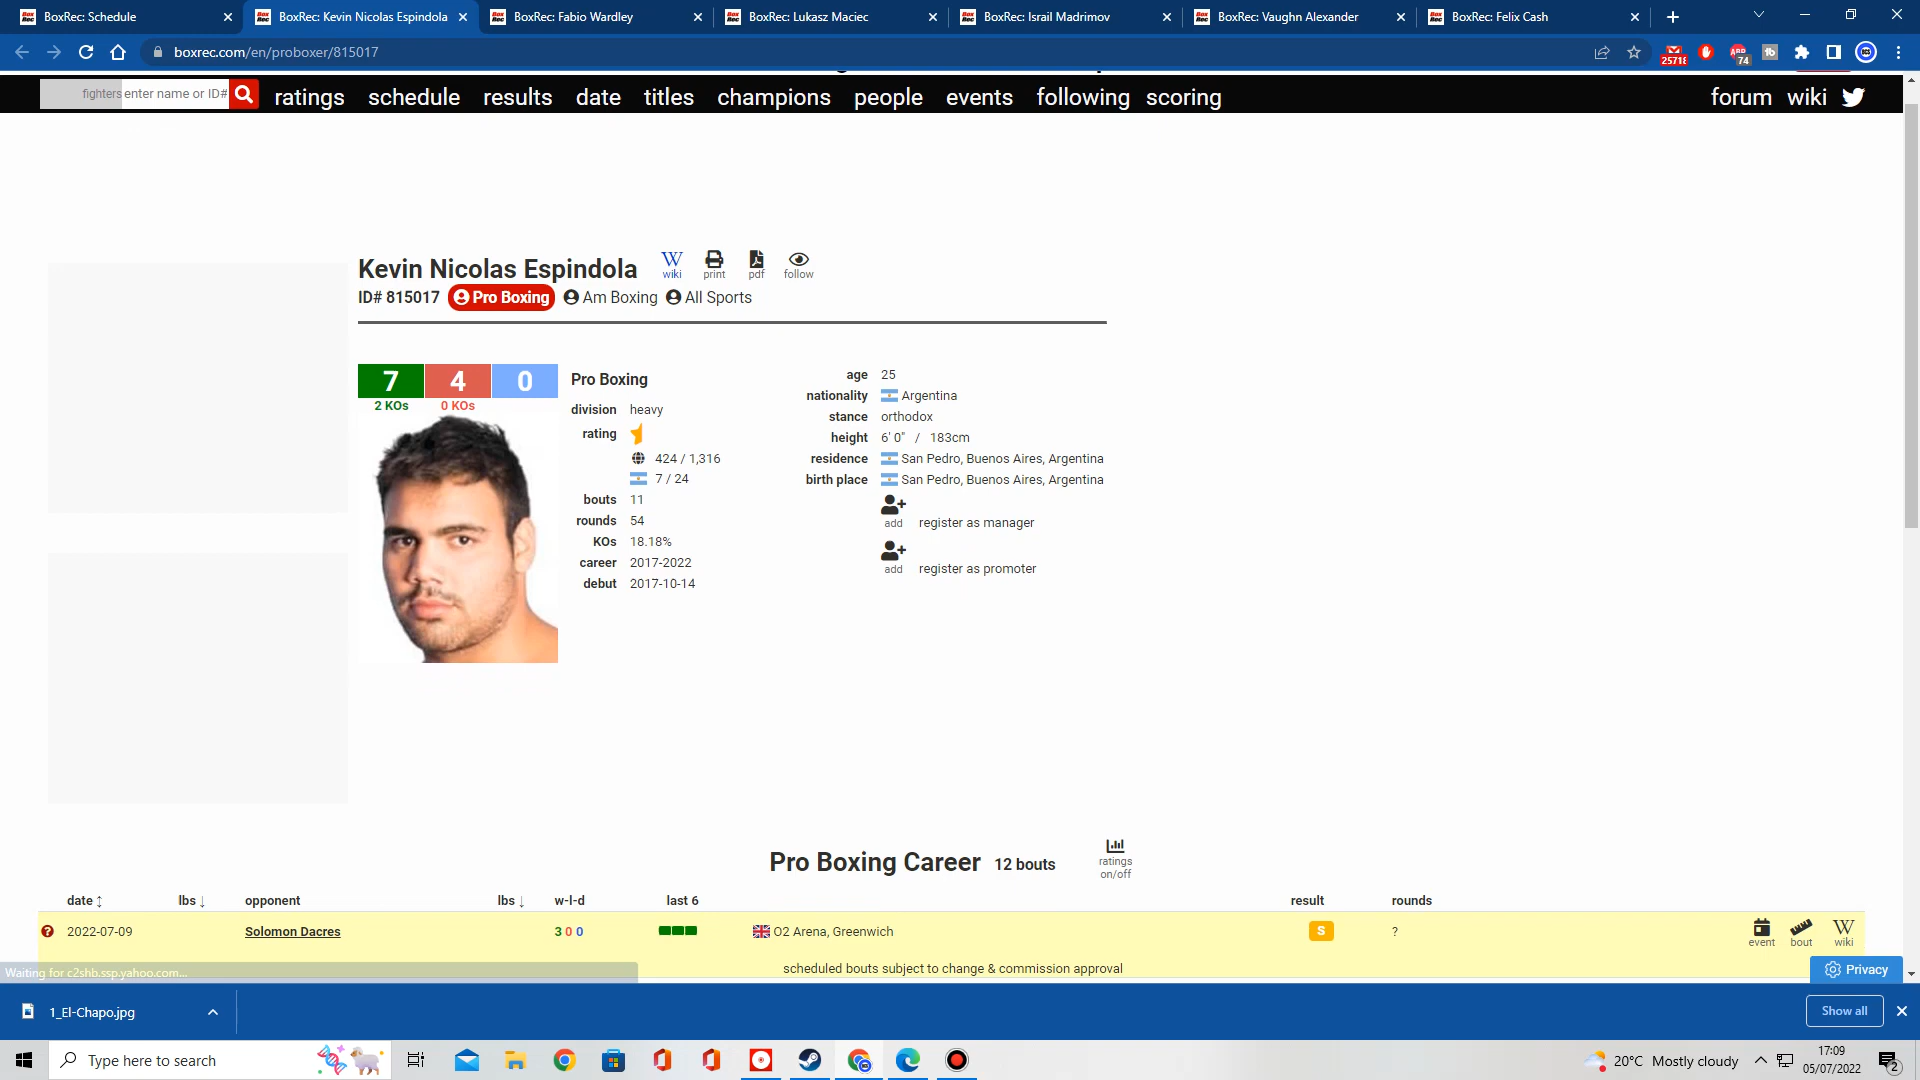 BoxRec: Schedule
BoxRec: Kevin Nicolas Espindola
BoxRec: Fabio Wardley
BoxRec: Lukasz Maciec
BoxRec: Israil Madrimov
BoxRec: Vaughn Alexander
BoxRec: Felix Cash
boxrec.com/en/proboxer/815017
25718
74
fighters enter name or ID#
ratings schedule results date titles champions people events following scoring
forum wiki
Kevin Nicolas Espindola
wiki print pdf follow
ID# 815017 Pro Boxing Am Boxing All Sports
7 4 0
2 KOs 0 KOs
Pro Boxing
division heavy
rating
424 / 1,316
7 / 24
bouts 11
rounds 54
KOs 18.18%
career 2017-2022
debut 2017-10-14
age 25
nationality Argentina
stance orthodox
height 6' 0" / 183cm
residence San Pedro, Buenos Aires, Argentina
birth place San Pedro, Buenos Aires, Argentina
add register as manager
add register as promoter
Pro Boxing Career 12 bouts
ratings
on/off
date lbs opponent lbs w-l-d last 6 result rounds
2022-07-09 Solomon Dacres 3 0 0 O2 Arena, Greenwich S ?
event bout wiki
scheduled bouts subject to change & commission approval
Waiting for c2shb.ssp.yahoo.com...
Privacy
1_El-Chapo.jpg
Show all
Type here to search
20°C Mostly cloudy
17:09
05/07/2022
2